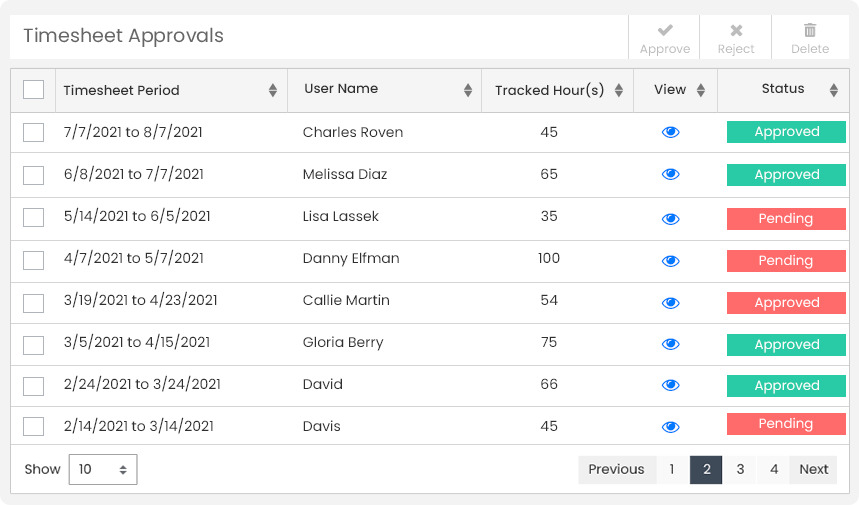 Timesheet Approvals
Approve Reject Delete
Timesheet Period User Name Tracked Hour(s) View Status
7/7/2021 to 8/7/2021 Charles Roven 45 Approved
6/8/2021 to 7/7/2021 Melissa Diaz 65 Approved
5/14/2021 to 6/5/2021 Lisa Lassek 35 Pending
4/7/2021 to 5/7/2021 Danny Elfman 100 Pending
3/19/2021 to 4/23/2021 Callie Martin 54 Approved
3/5/2021 to 4/15/2021 Gloria Berry 75 Approved
2/24/2021 to 3/24/2021 David 66 Approved
2/14/2021 to 3/14/2021 Davis 45 Pending
Show 10 Previous 1 2 3 4 Next